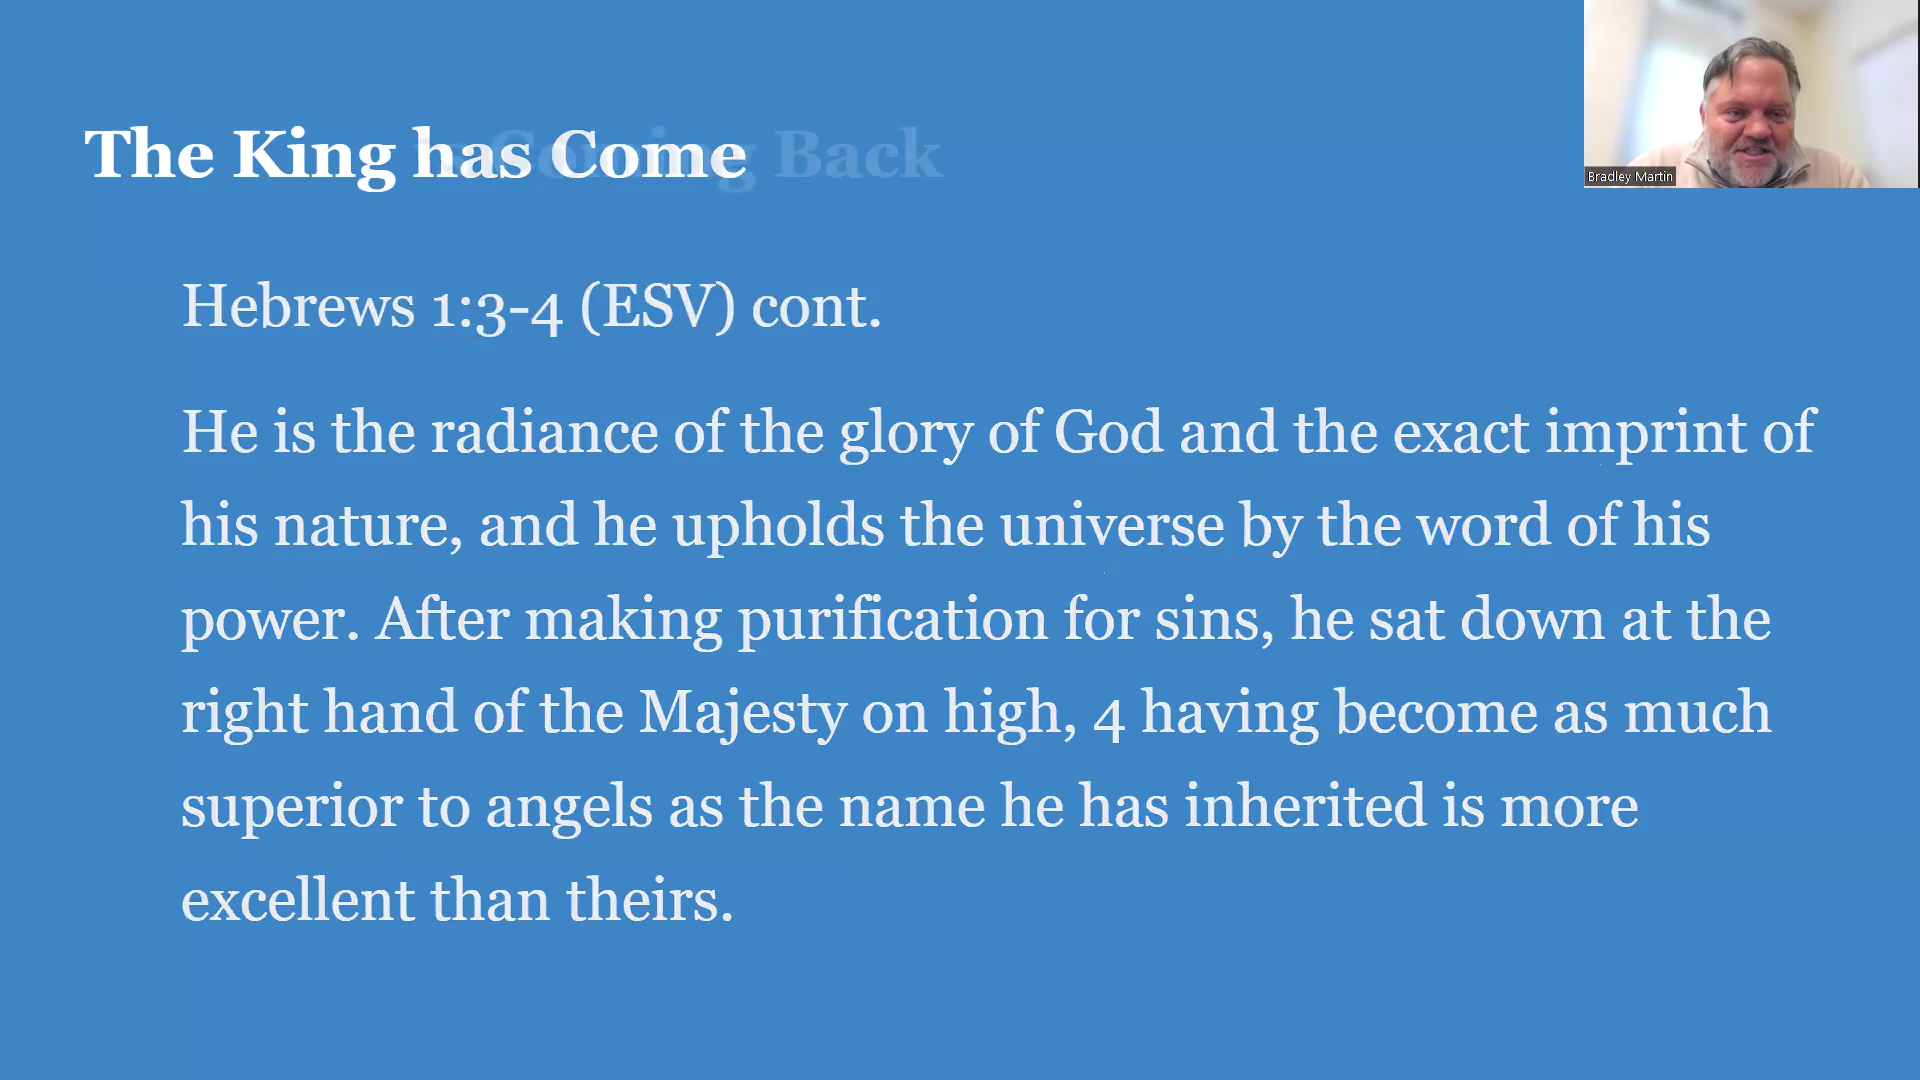 The King has Come
is Coming Back
Bradley Martin
Hebrews 1:3-4 (ESV) cont.
He is the radiance of the glory of God and the exact imprint of
his nature, and he upholds the universe by the word of his
power. After making purification for sins, he sat down at the
right hand of the Majesty on high, 4 having become as much
superior to angels as the name he has inherited is more
excellent than theirs.